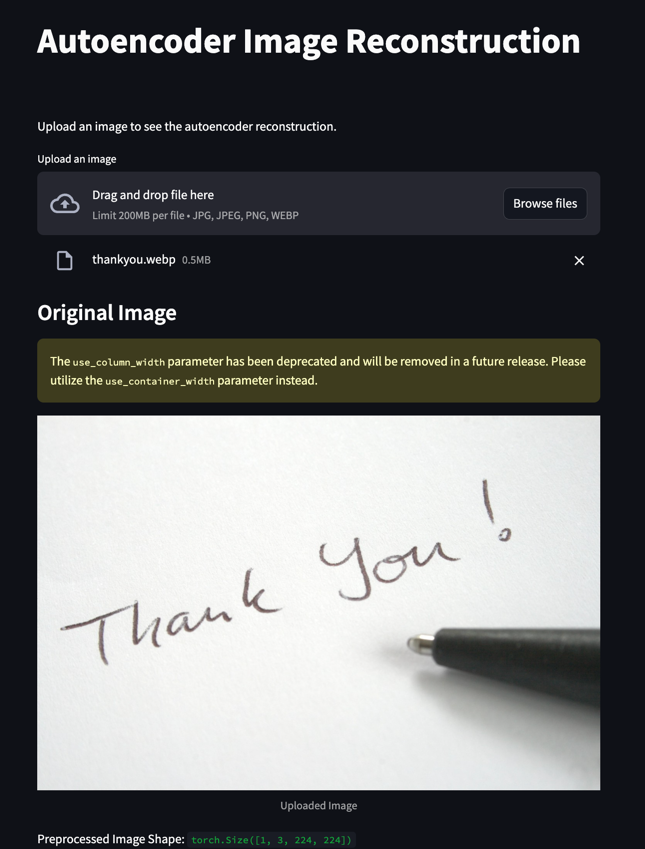 Autoencoder Image Reconstruction
Upload an image to see the autoencoder reconstruction.
Upload an image
Drag and drop file here
Limit 200MB per file • JPG, JPEG, PNG, WEBP
Browse files
thankyou.webp 0.5MB
Original Image
The use_column_width parameter has been deprecated and will be removed in a future release. Please
utilize the use_container_width parameter instead.
Thank You!
Uploaded Image
Preprocessed Image Shape: torch.Size([1, 3, 224, 224])